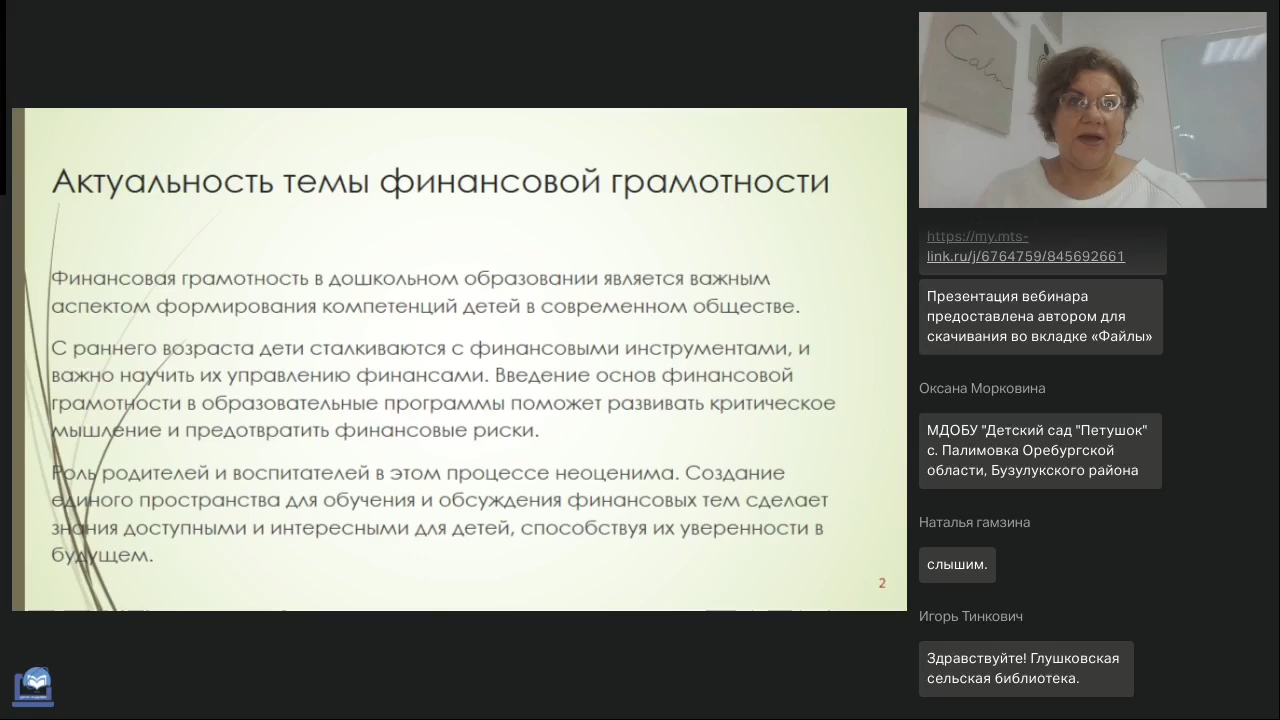 Актуальность темы финансовой грамотности
Финансовая грамотность в дошкольном образовании является важным
аспектом формирования компетенций детей в современном обществе.
С раннего возраста дети сталкиваются с финансовыми инструментами, и
важно научить их управлению финансами. Введение основ финансовой
грамотности в образовательные программы поможет развивать критическое
мышление и предотвратить финансовые риски.
Роль родителей и воспитателей в этом процессе неоценима. Создание
единого пространства для обучения и обсуждения финансовых тем сделает
знания доступными и интересными для детей, способствуя их уверенности в
будущем.
2
Calm
https://my.mts-
link.ru/j/6764759/845692661
Презентация вебинара
предоставлена автором для
скачивания во вкладке «Файлы»
Оксана Морковина
МДОБУ "Детский сад "Петушок"
с. Палимовка Оребургской
области, Бузулукского района
Наталья гамзина
слышим.
Игорь Тинкович
Здравствуйте! Глушковская
сельская библиотека.